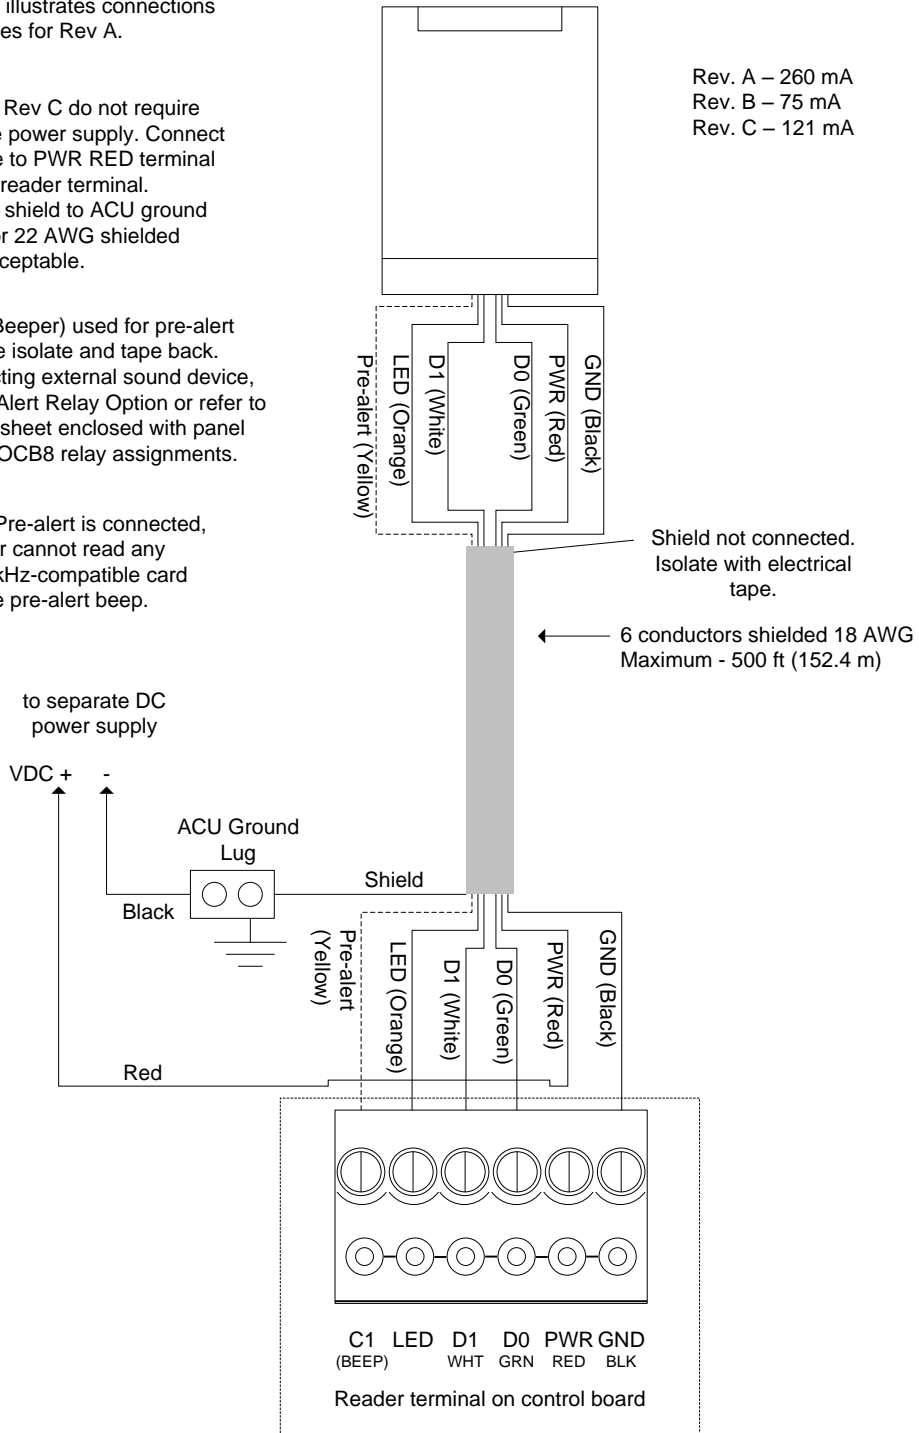 illustrates connections
es for Rev A.
Rev C do not require
e power supply. Connect
e to PWR RED terminal
reader terminal.
shield to ACU ground
or 22 AWG shielded
ceptable.
Beeper) used for pre-alert
e isolate and tape back.
cting external sound device,
Alert Relay Option or refer to
sheet enclosed with panel
OCB8 relay assignments.
Pre-alert is connected,
r cannot read any
kHz-compatible card
e pre-alert beep.
Rev. A – 260 mA
Rev. B – 75 mA
Rev. C – 121 mA
Pre-alert (Yellow)
LED (Orange)
D1 (White)
D0 (Green)
PWR (Red)
GND (Black)
Shield not connected.
Isolate with electrical
tape.
6 conductors shielded 18 AWG
Maximum - 500 ft (152.4 m)
to separate DC
power supply
VDC + -
ACU Ground
Lug
Shield
Black
Pre-alert
(Yellow)
LED (Orange)
D1 (White)
D0 (Green)
PWR (Red)
GND (Black)
Red
C1 LED D1 D0 PWR GND
(BEEP) WHT GRN RED BLK
Reader terminal on control board